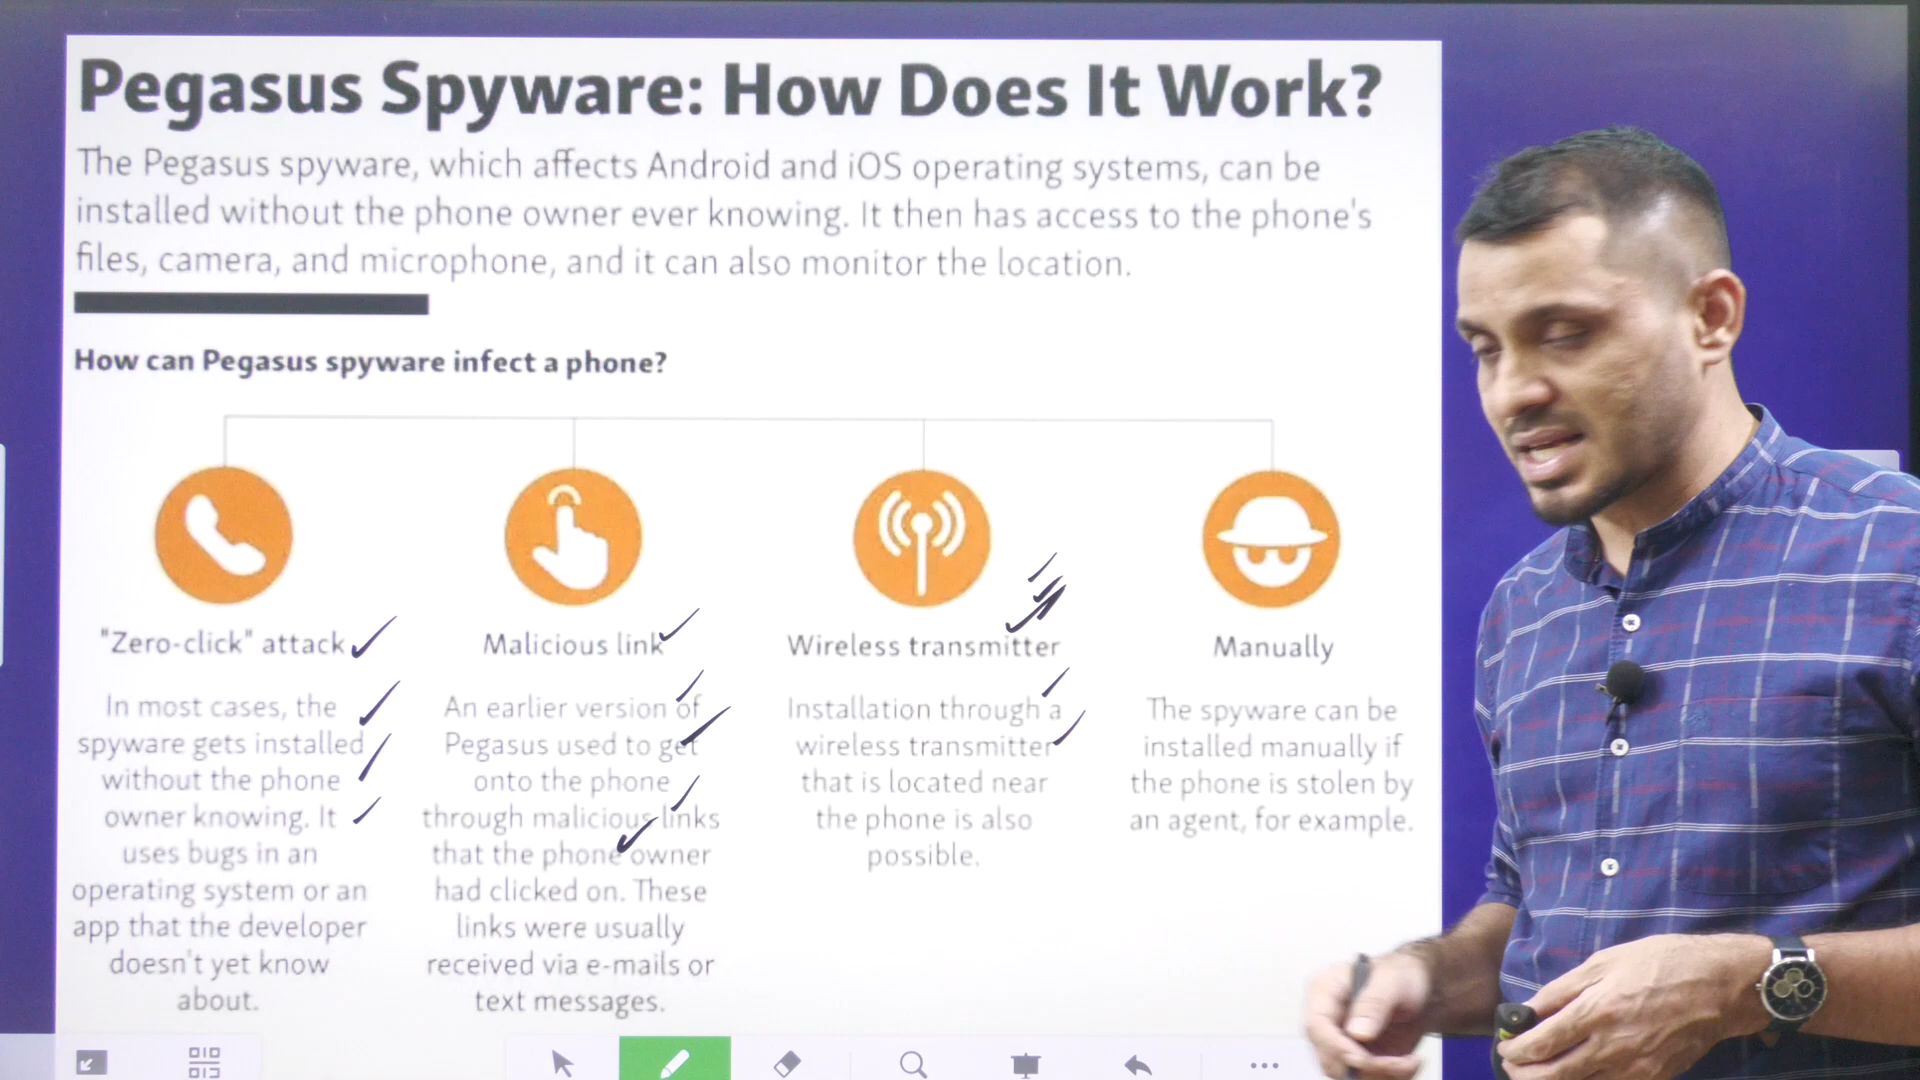 Pegasus Spyware: How Does It Work?
The Pegasus spyware, which affects Android and iOS operating systems, can be
installed without the phone owner ever knowing. It then has access to the phone's
files, camera, and microphone, and it can also monitor the location.
How can Pegasus spyware infect a phone?
"Zero-click" attack
In most cases, the
spyware gets installed
without the phone
owner knowing. It
uses bugs in an
operating system or an
app that the developer
doesn't yet know
about.
Malicious link
An earlier version of
Pegasus used to get
onto the phone
through malicious links
that the phone owner
had clicked on. These
links were usually
received via e-mails or
text messages.
Wireless transmitter
Installation through a
wireless transmitter
that is located near
the phone is also
possible.
Manually
The spyware can be
installed manually if
the phone is stolen by
an agent, for example.